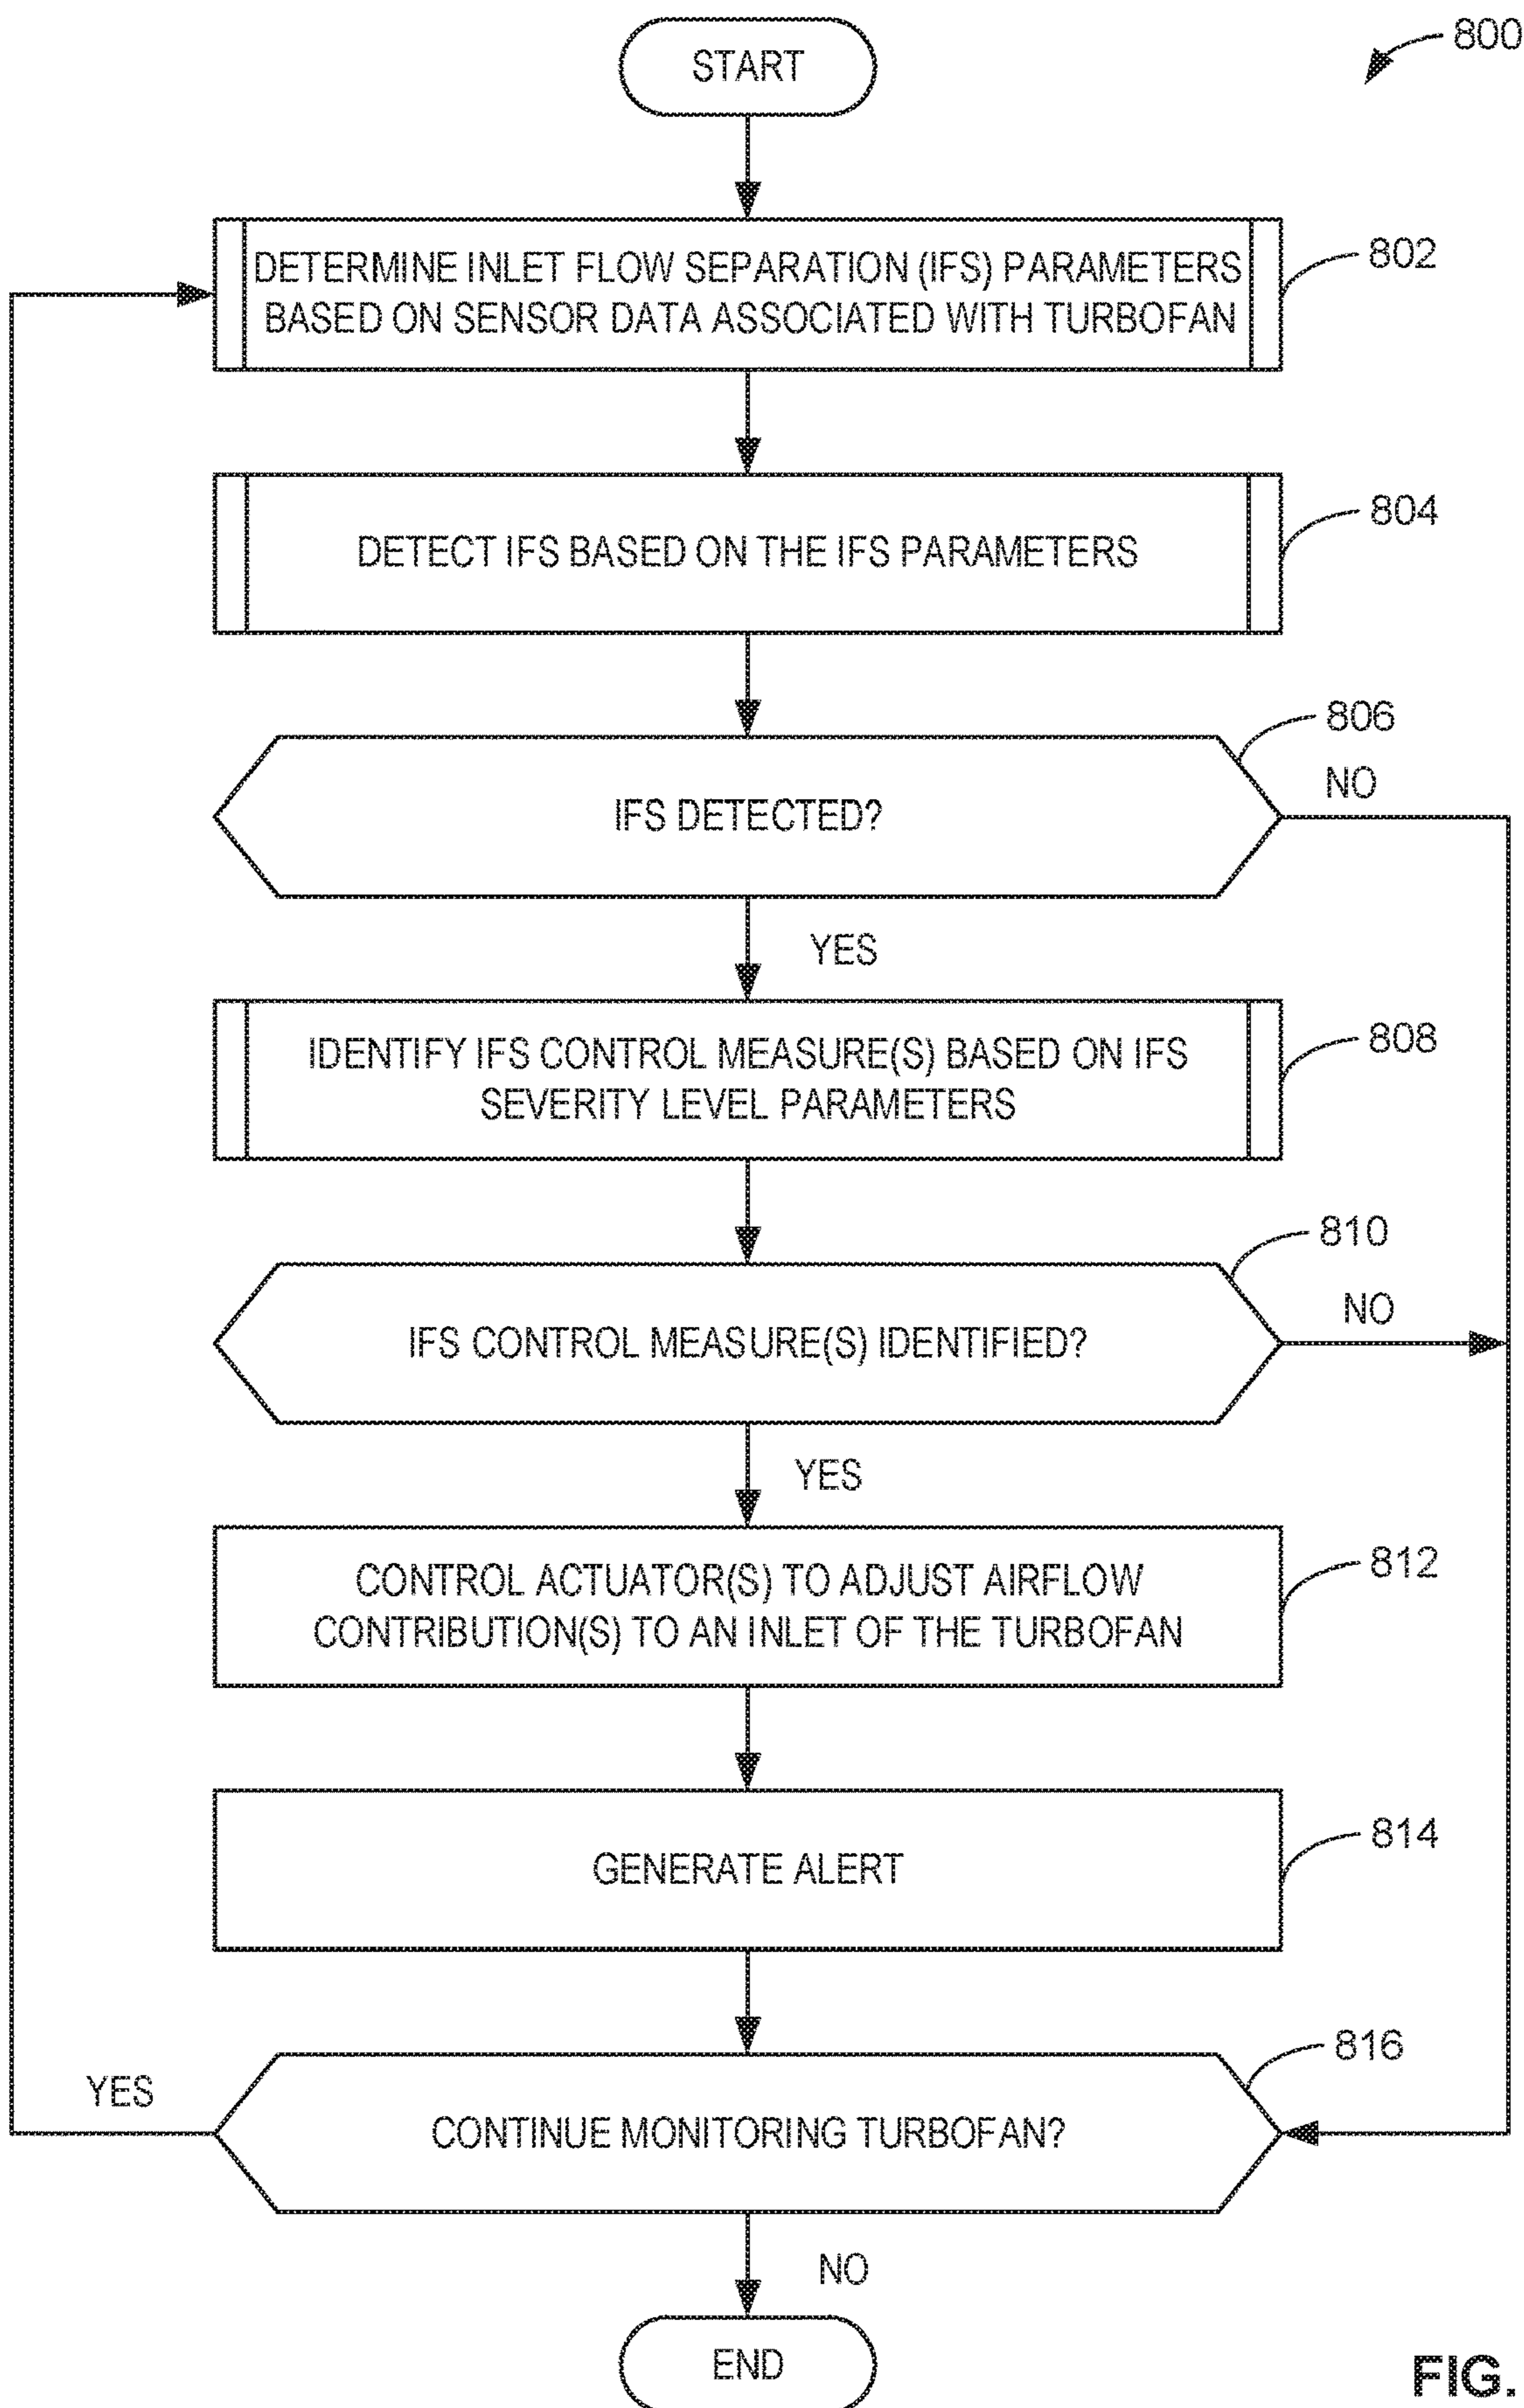 START
800
DETERMINE INLET FLOW SEPARATION (IFS) PARAMETERS
BASED ON SENSOR DATA ASSOCIATED WITH TURBOFAN
802
DETECT IFS BASED ON THE IFS PARAMETERS
804
806
IFS DETECTED?
NO
YES
IDENTIFY IFS CONTROL MEASURE(S) BASED ON IFS
SEVERITY LEVEL PARAMETERS
808
810
IFS CONTROL MEASURE(S) IDENTIFIED?
NO
YES
CONTROL ACTUATOR(S) TO ADJUST AIRFLOW
CONTRIBUTION(S) TO AN INLET OF THE TURBOFAN
812
GENERATE ALERT
814
816
YES
CONTINUE MONITORING TURBOFAN?
NO
END
FIG.